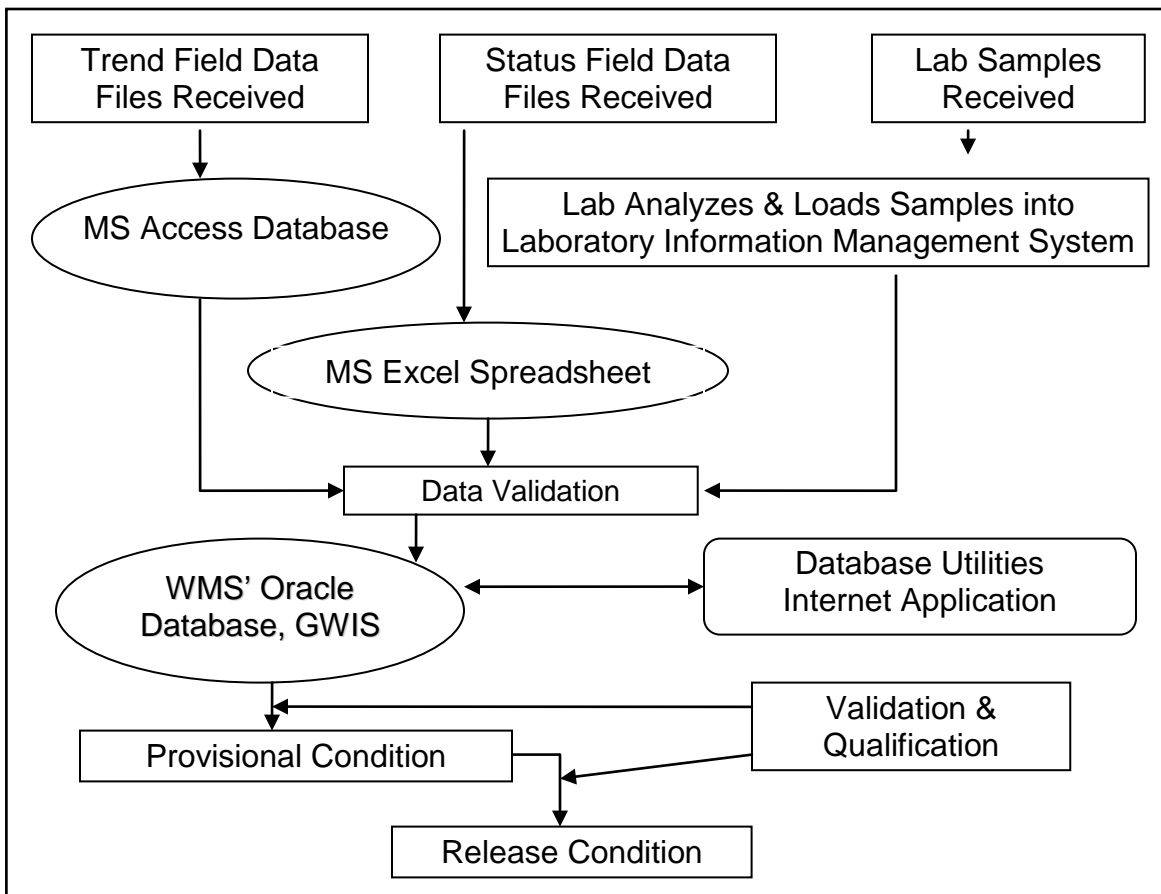 Trend Field Data
Files Received
Status Field Data
Files Received
Lab Samples
Received
MS Access Database
Lab Analyzes & Loads Samples into
Laboratory Information Management System
MS Excel Spreadsheet
Data Validation
WMS’ Oracle
Database, GWIS
Database Utilities
Internet Application
Validation &
Qualification
Provisional Condition
Release Condition